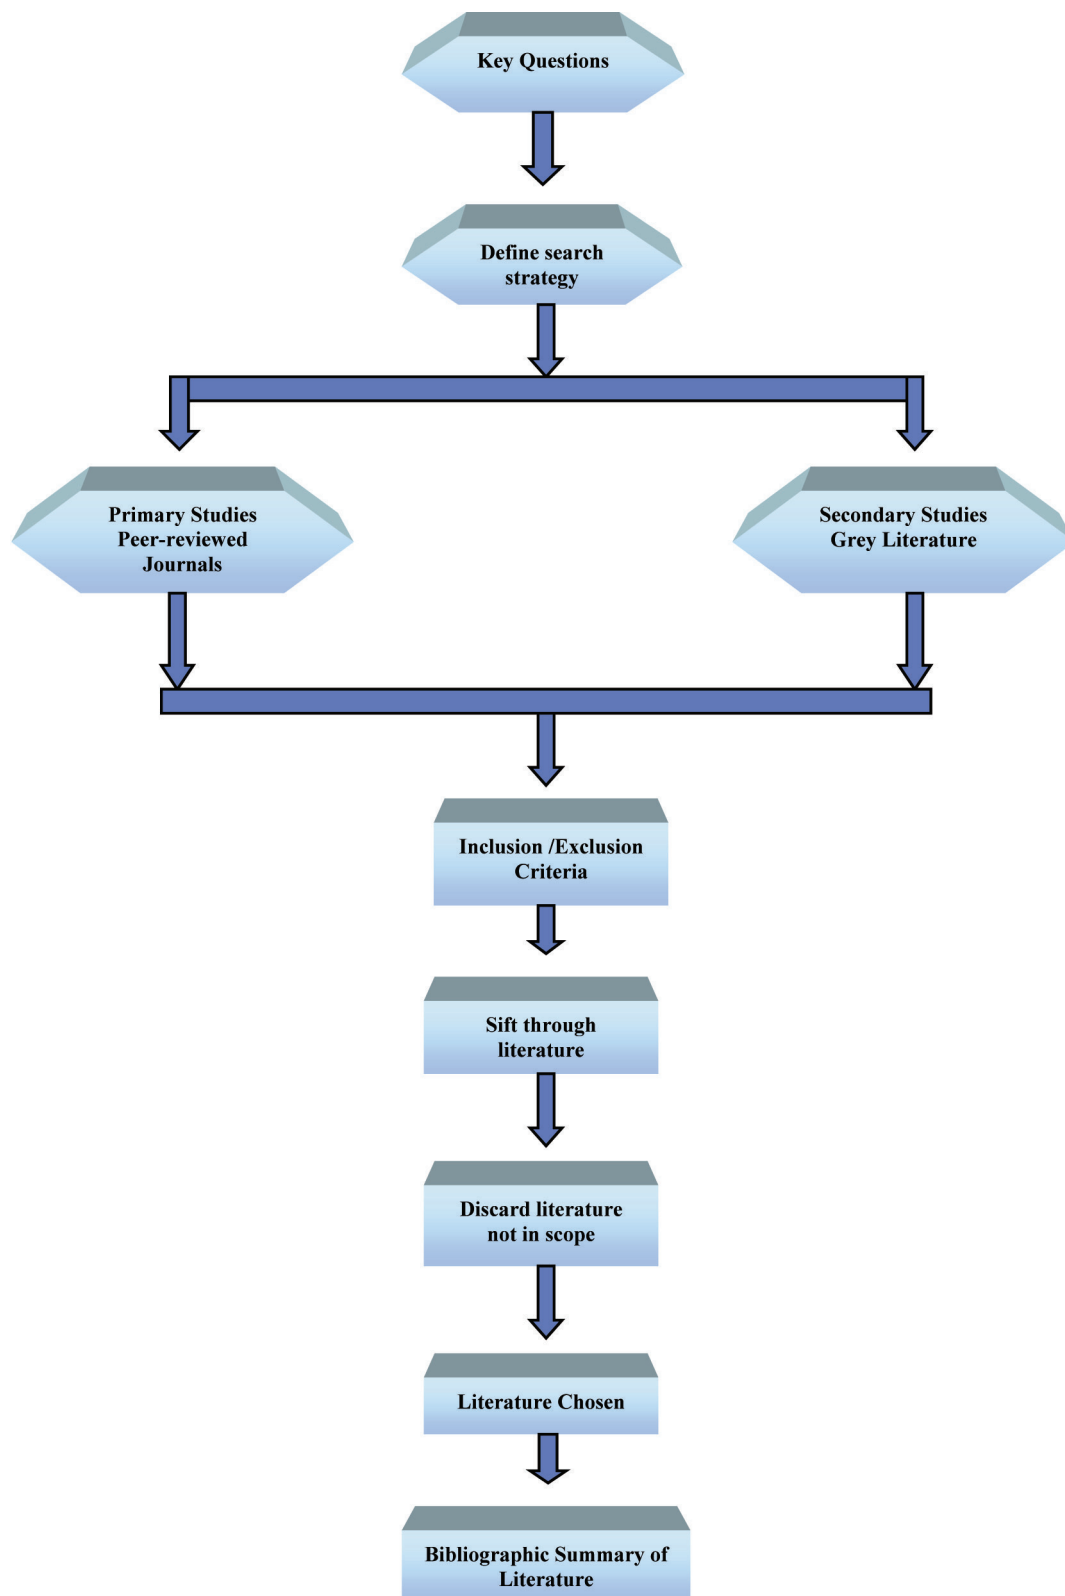 Key Questions
Define search
strategy
Primary Studies
Peer-reviewed
Journals
Secondary Studies
Grey Literature
Inclusion /Exclusion
Criteria
Sift through
literature
Discard literature
not in scope
Literature Chosen
Bibliographic Summary of
Literature